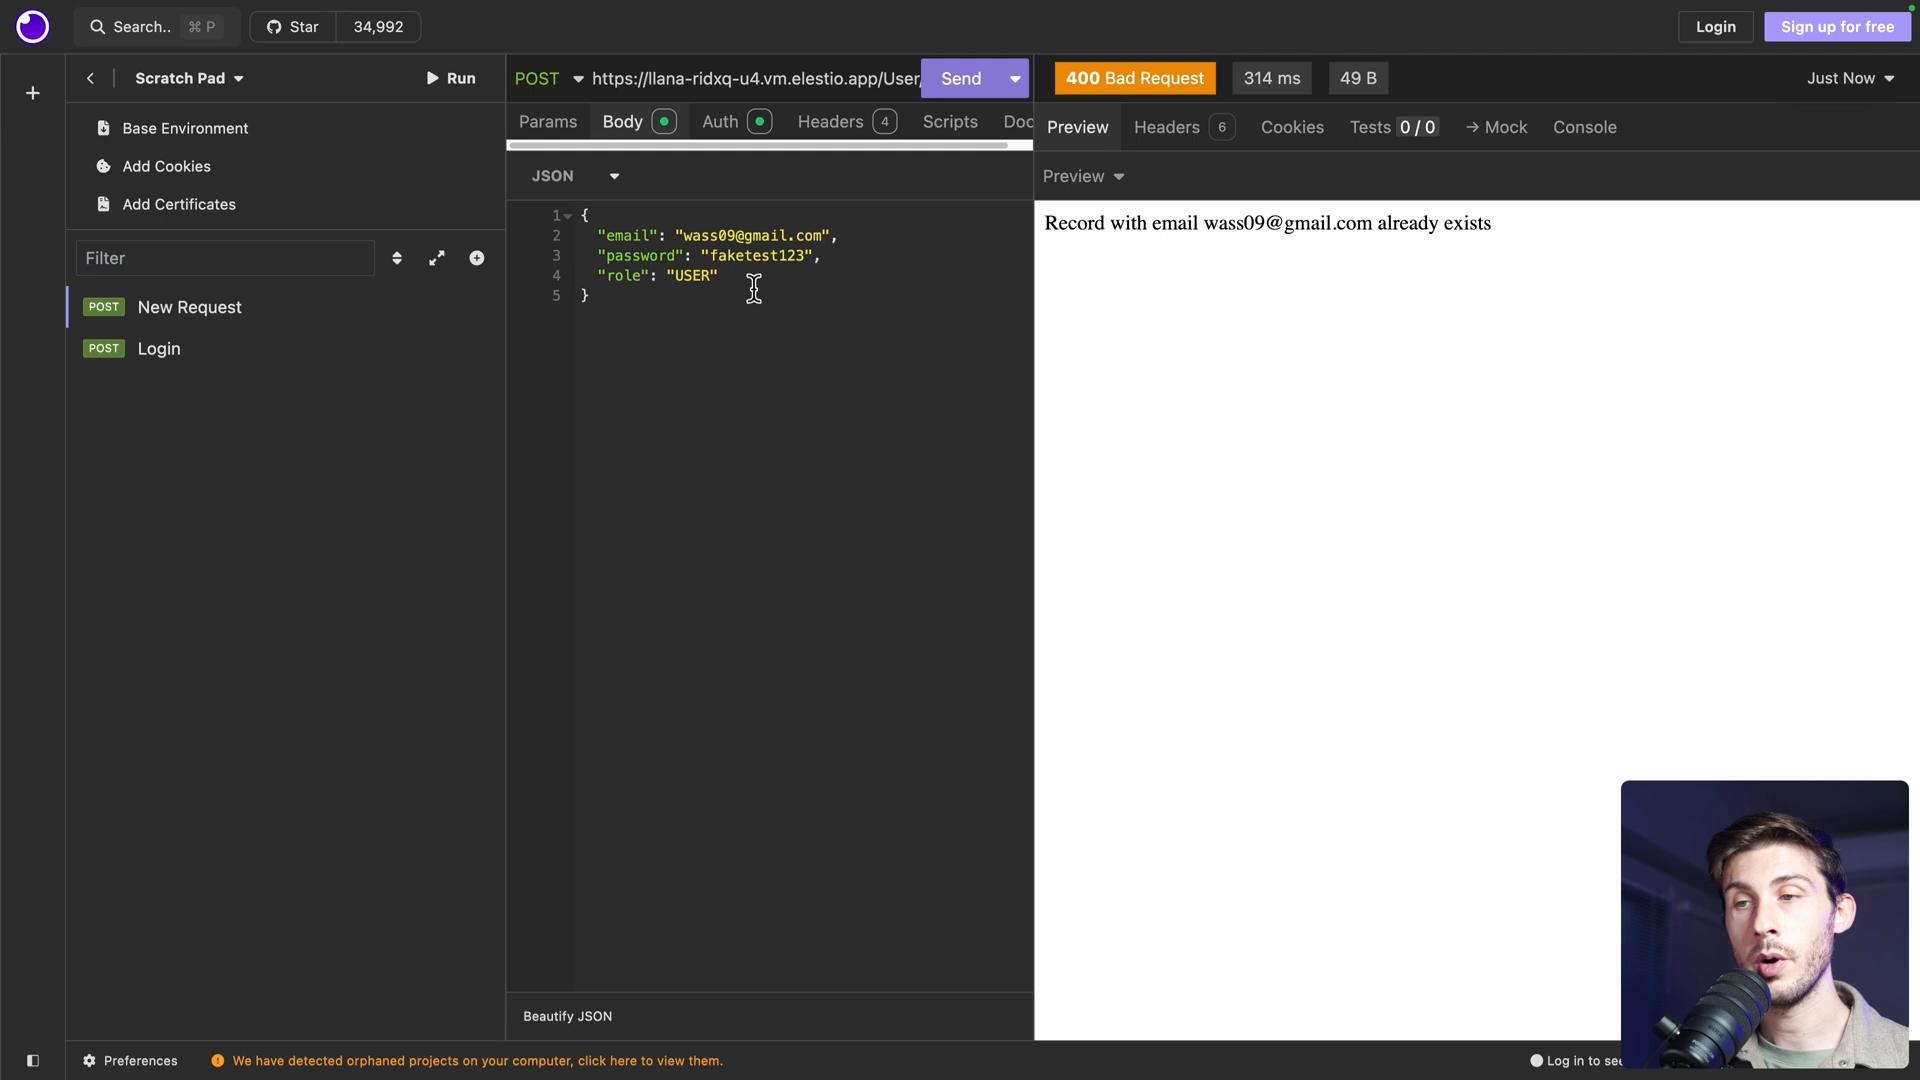 Search.. ⌘ P
Star 34,992
Login
Sign up for free
Scratch Pad
Run
Base Environment
Add Cookies
Add Certificates
Filter
POST New Request
POST Login
POST https://llana-ridxq-u4.vm.elestio.app/User/
Send
Params Body Auth Headers 4 Scripts Doc
JSON
1 {
2 "email": "wass09@gmail.com",
3 "password": "faketest123",
4 "role": "USER"
5 }
Beautify JSON
400 Bad Request 314 ms 49 B Just Now
Preview Headers 6 Cookies Tests 0 / 0 → Mock Console
Preview
Record with email wass09@gmail.com already exists
Preferences
We have detected orphaned projects on your computer, click here to view them.
Log in to see